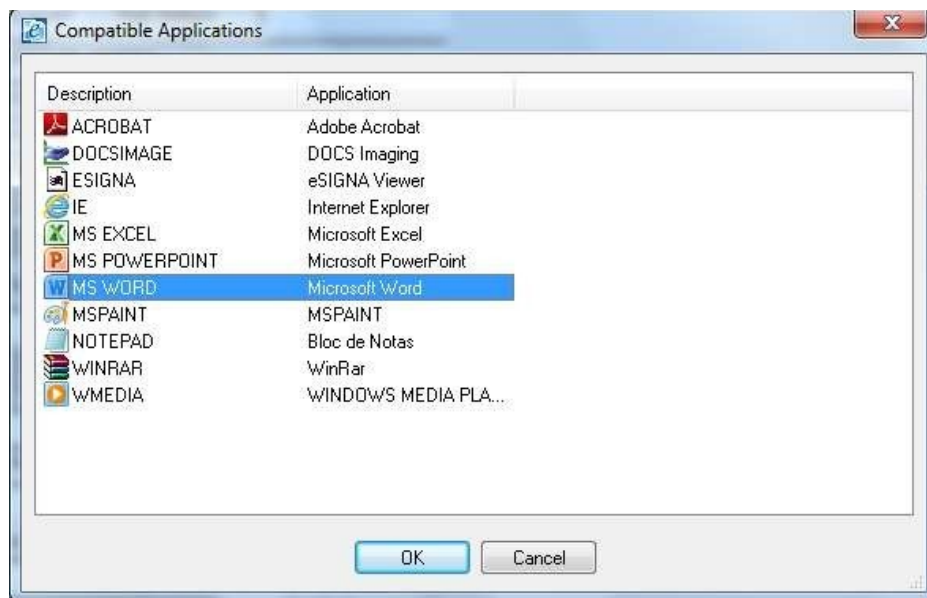 Compatible Applications
Description Application
ACROBAT Adobe Acrobat
DOCSIMAGE DOCS Imaging
ESIGNA eSIGNA Viewer
IE Internet Explorer
MS EXCEL Microsoft Excel
MS POWERPOINT Microsoft PowerPoint
MS WORD Microsoft Word
MSPAINT MSPAINT
NOTEPAD Bloc de Notas
WINRAR WinRar
WMEDIA WINDOWS MEDIA PLA...
OK Cancel